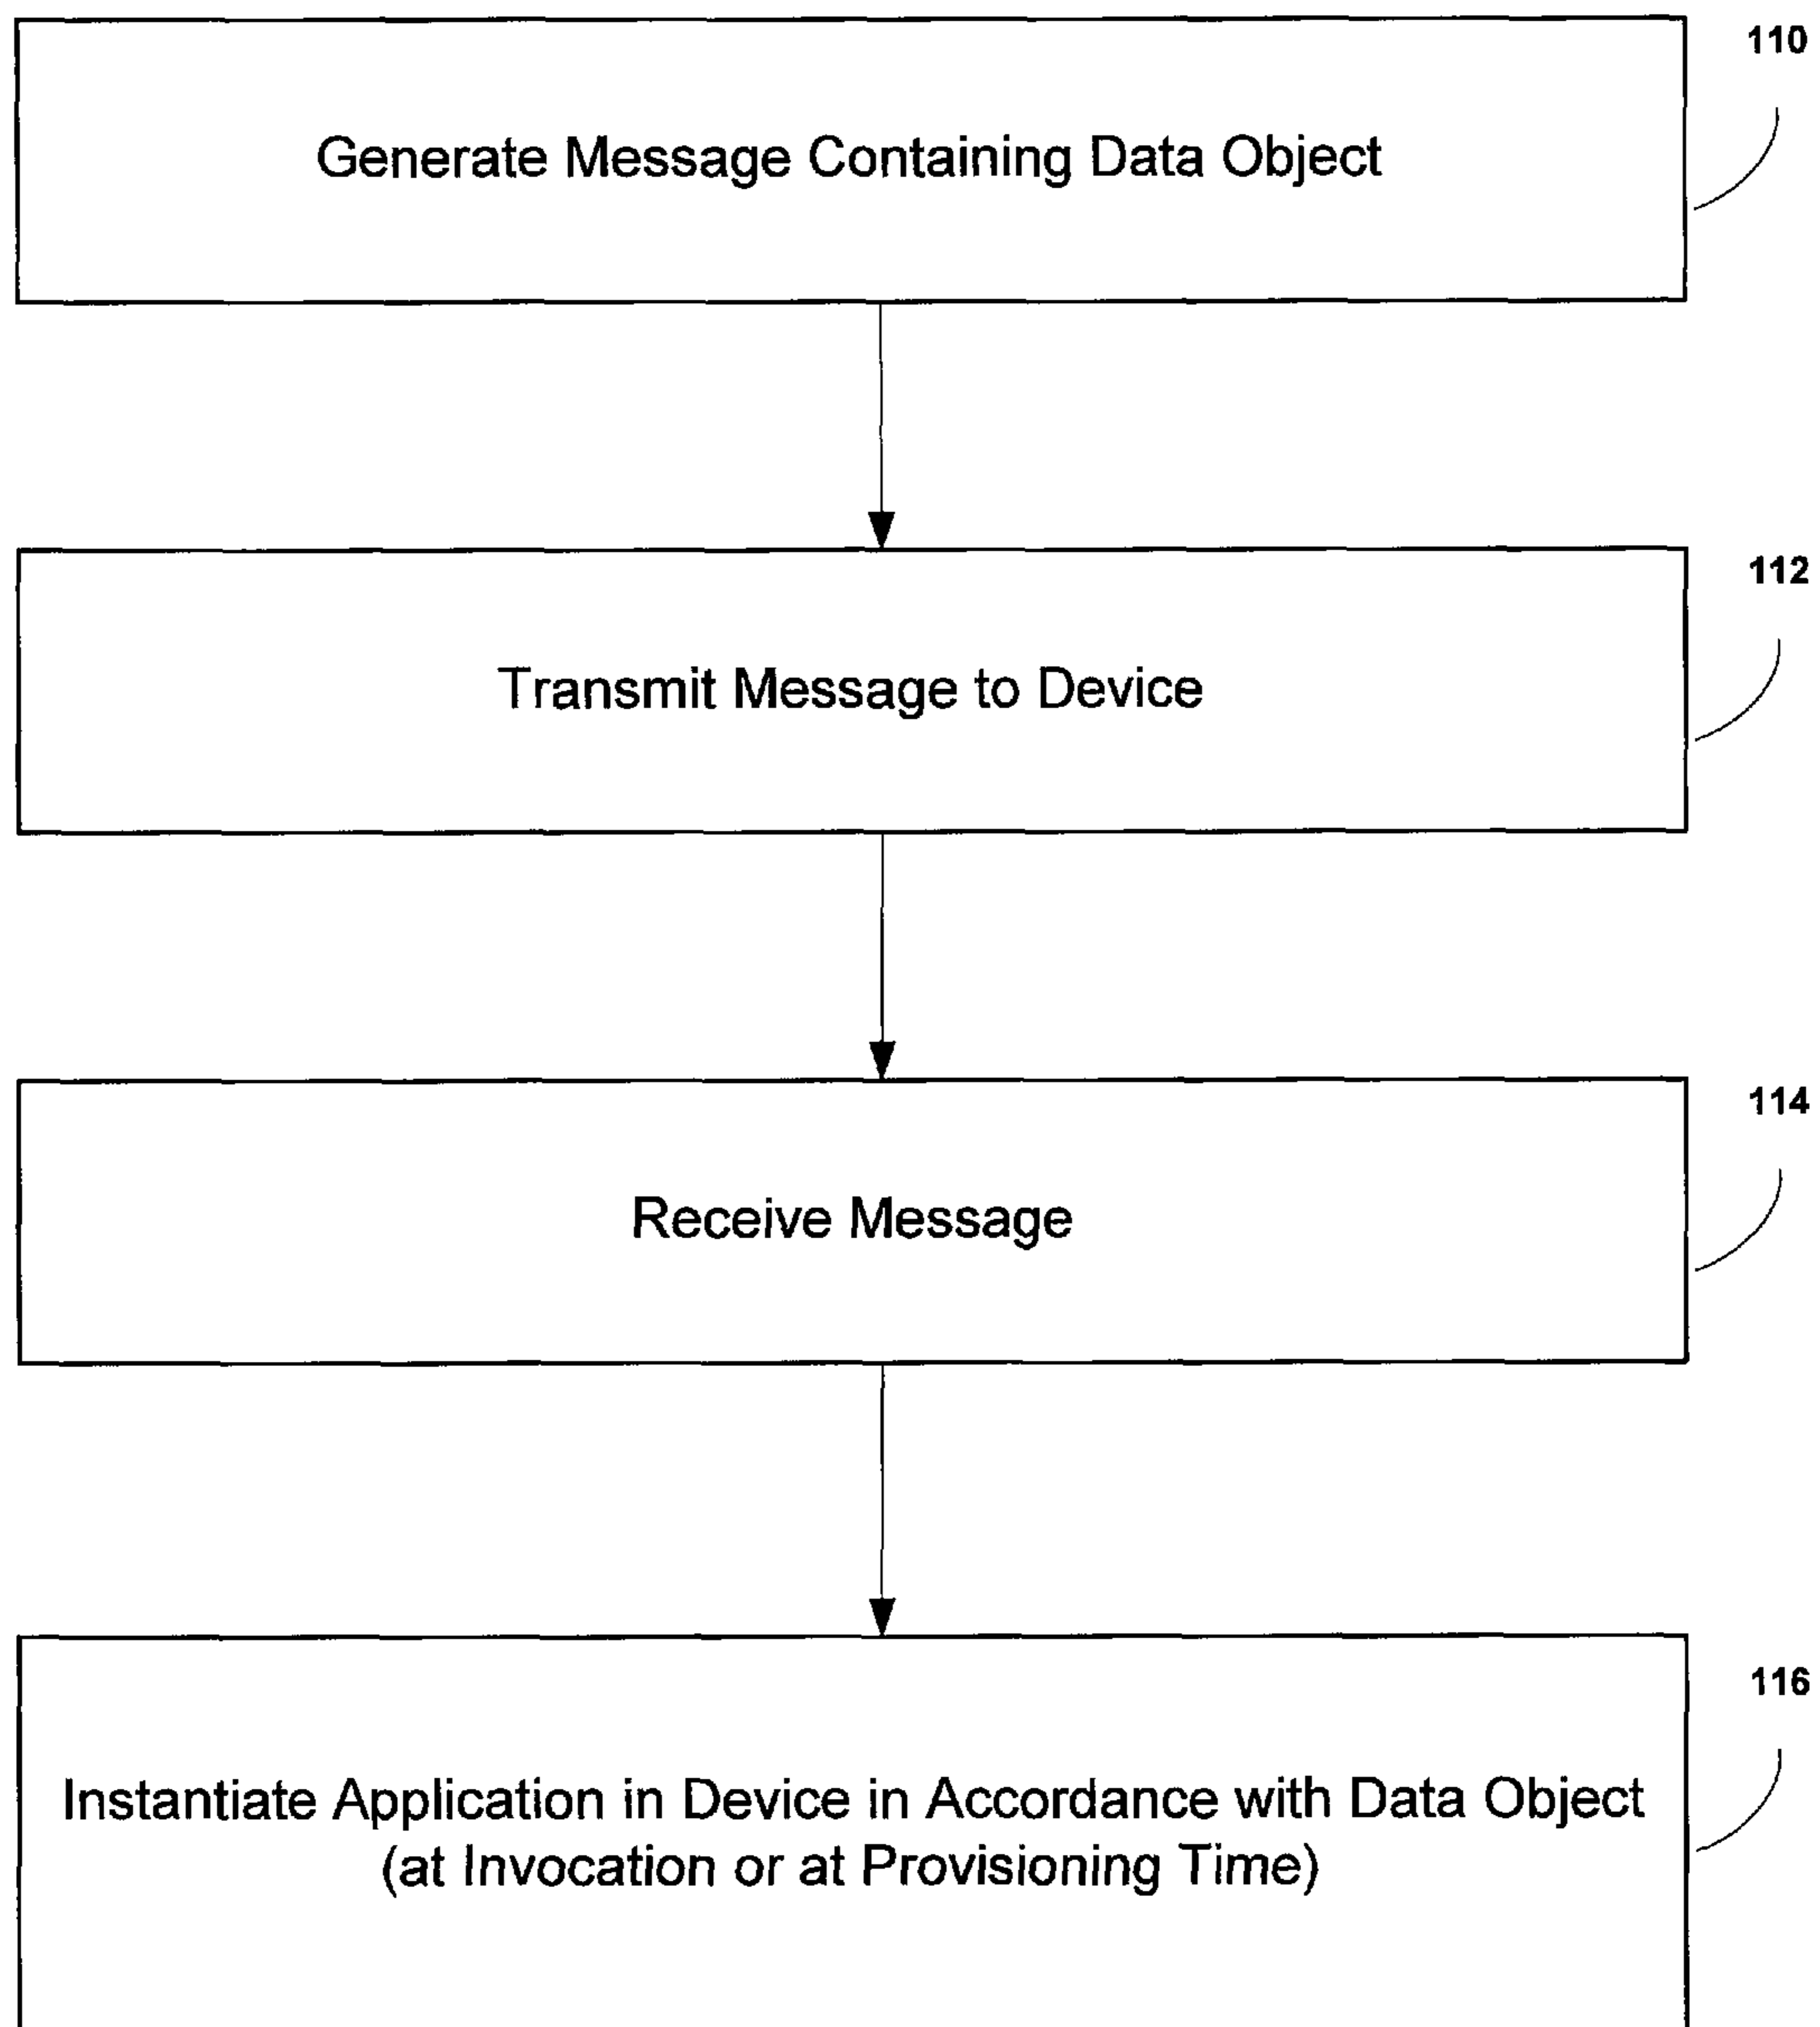 110
Generate Message Containing Data Object
112
Transmit Message to Device
114
Receive Message
116
Instantiate Application in Device in Accordance with Data Object
(at Invocation or at Provisioning Time)